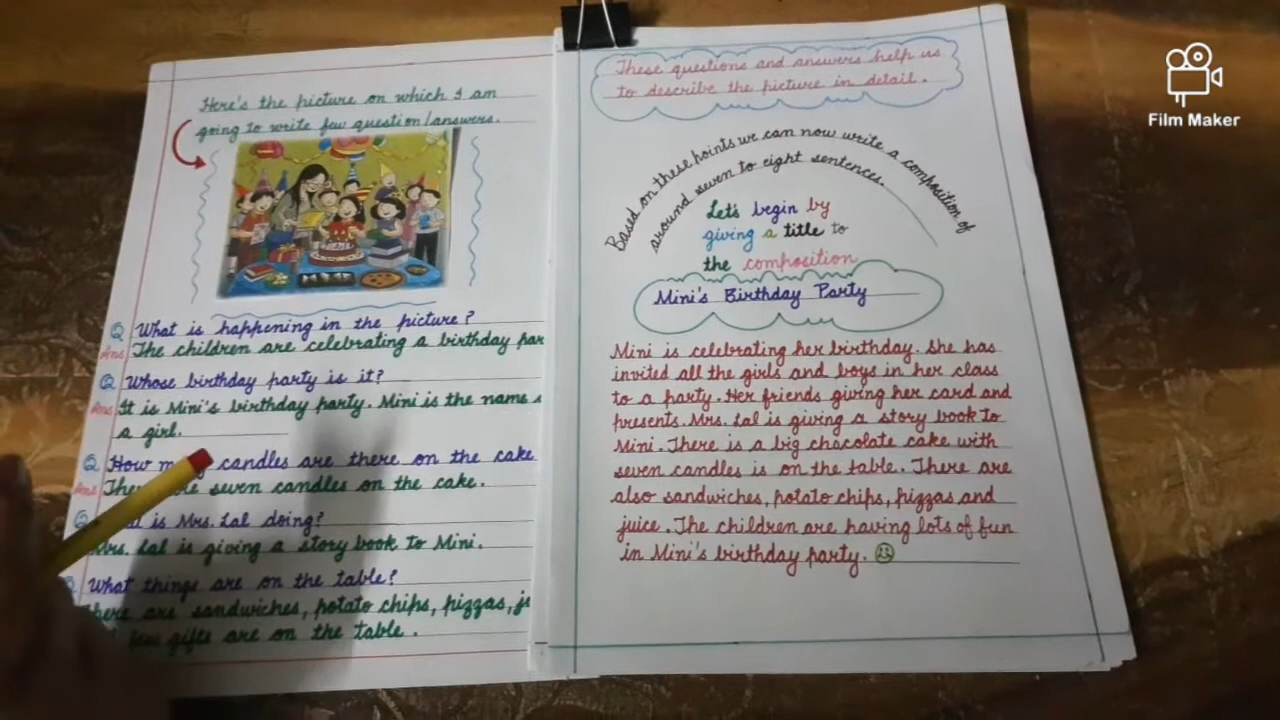 Here's the picture on which I am
going to write few question/answers.
Q What is happening in the picture?
Ans The children are celebrating a birthday par
Q Whose birthday party is it?
Ans It is Mini's birthday party. Mini is the name
a girl.
Q How candles are there on the cake
Ans seven candles on the cake.
is Mrs. Lal doing?
Mrs. Lal is giving a story book to Mini.
What things are on the table?
There are sandwiches, potato chips, pizzas,
few gifts are on the table.
These questions and answers help us
to describe the picture in detail.
Based on these points we can now write a composition of
around seven to eight sentences.
Let's begin by
giving a title to
the composition
Mini's Birthday Party
Mini is celebrating her birthday. She has
invited all the girls and boys in her class
to a party. Her friends giving her card and
presents. Mrs. Lal is giving a story book to
Mini. There is a big chocolate cake with
seven candles is on the table. There are
also sandwiches, potato chips, pizzas and
juice. The children are having lots of fun
in Mini's birthday party.
Film Maker